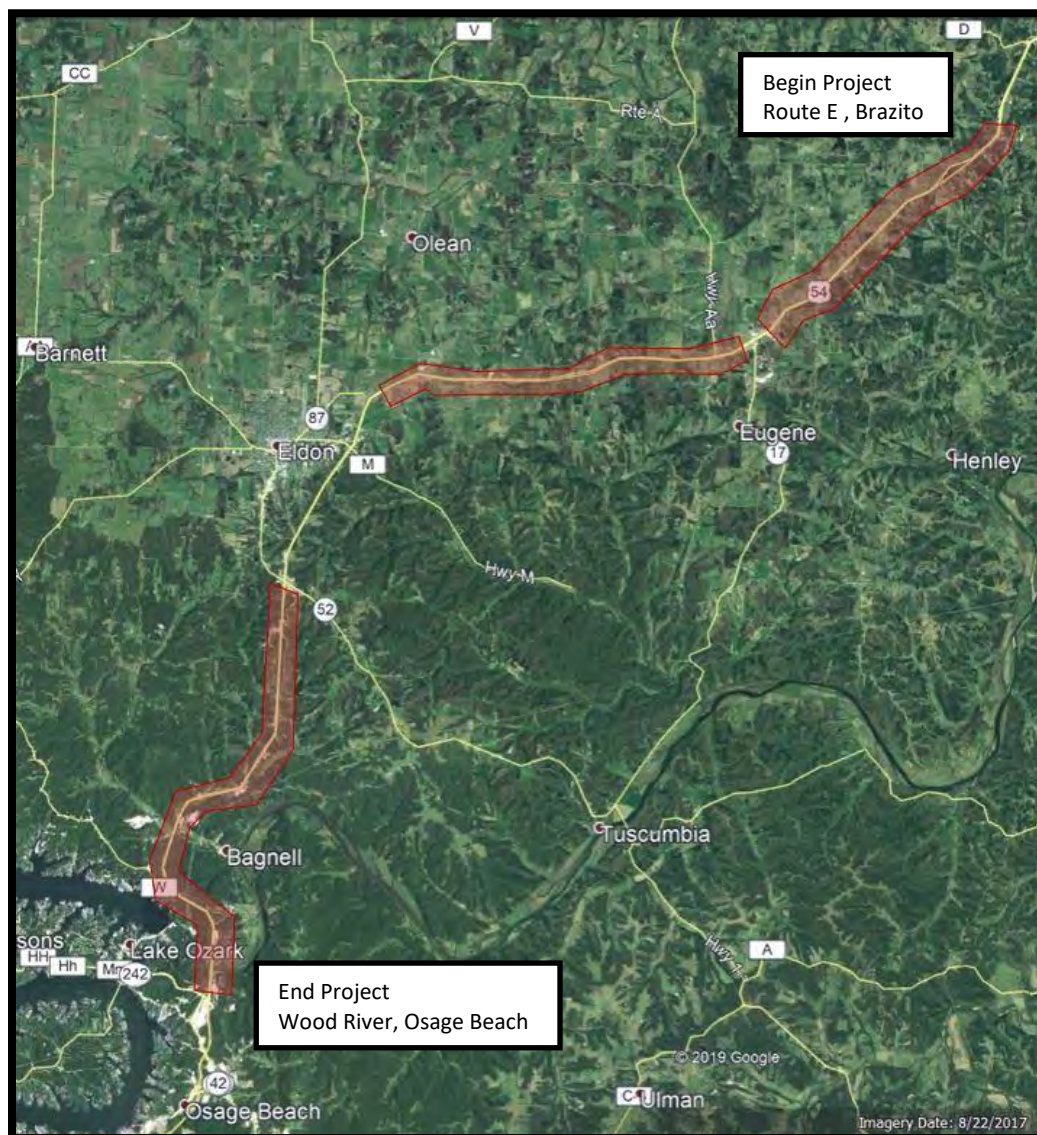 D
V
CC
Begin Project
Route E , Brazito
Rte A
Olean
Hwy Aa
54
Barnett
87
Eldon
Eugene
17
Henley
M
Hwy M
52
Tuscumbia
Bagnell
W
sons
Lake Ozark
HH
Hh
242
A
End Project
Wood River, Osage Beach
© 2019 Google
42
Osage Beach
Ulman
Imagery Date: 8/22/2017